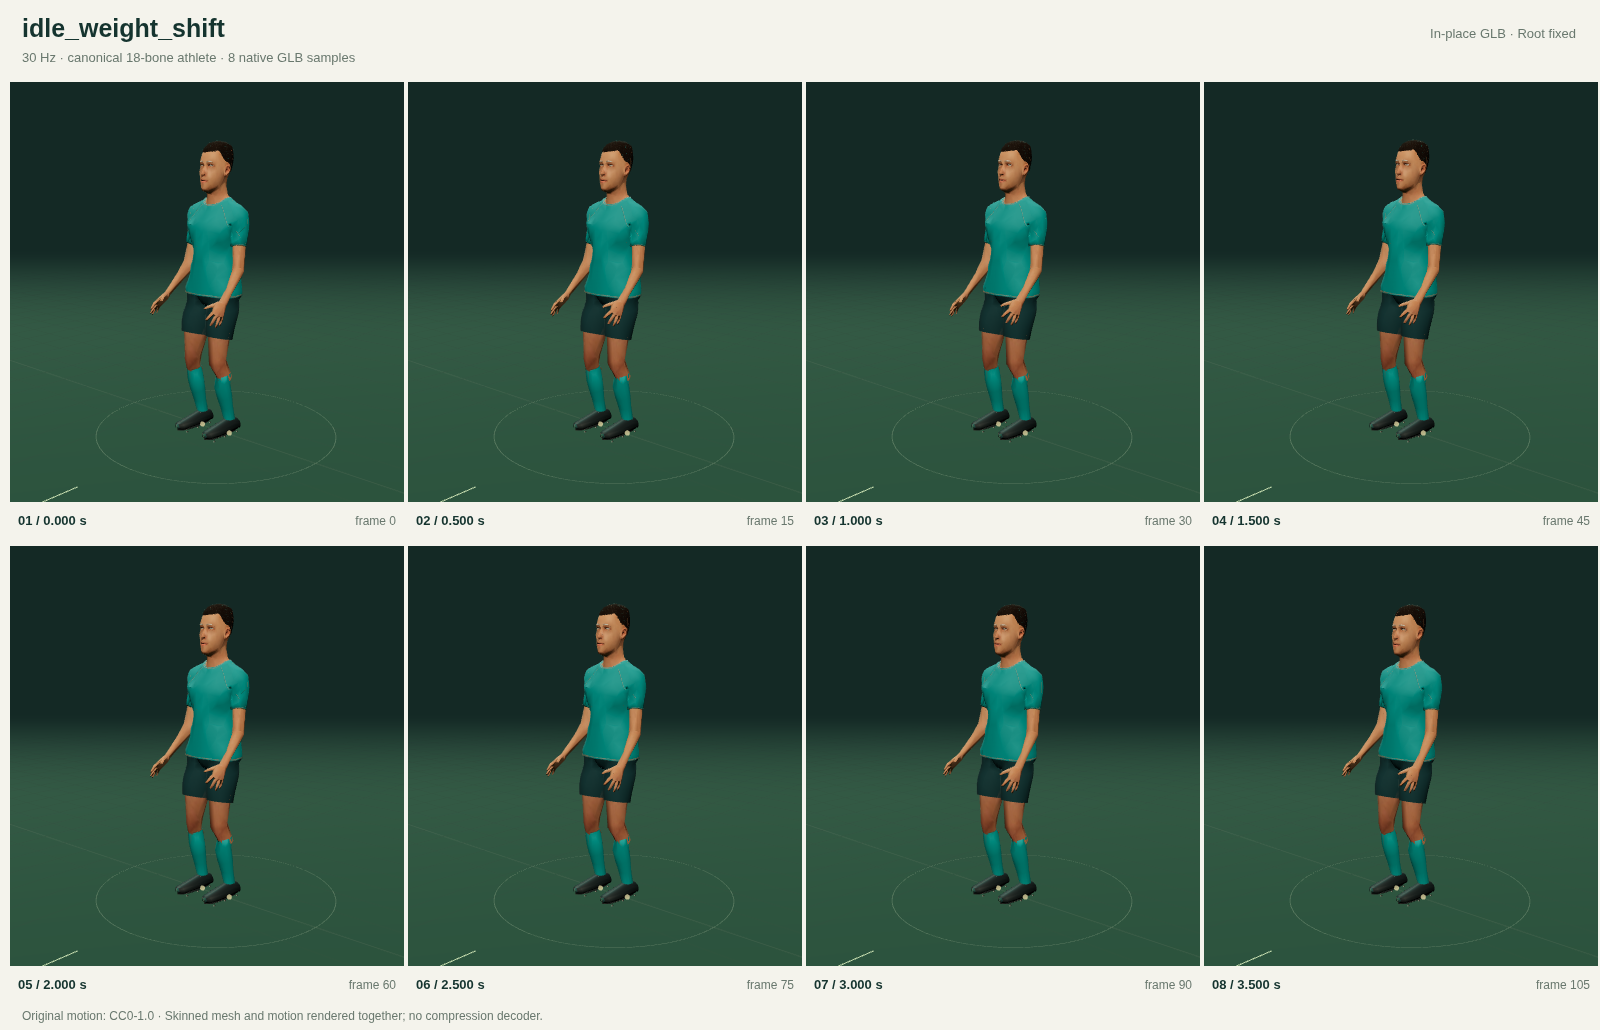 idle_weight_shift
In-place GLB · Root fixed
30 Hz · canonical 18-bone athlete · 8 native GLB samples
01 / 0.000 s frame 0
02 / 0.500 s frame 15
03 / 1.000 s frame 30
04 / 1.500 s frame 45
05 / 2.000 s frame 60
06 / 2.500 s frame 75
07 / 3.000 s frame 90
08 / 3.500 s frame 105
Original motion: CC0-1.0 · Skinned mesh and motion rendered together; no compression decoder.